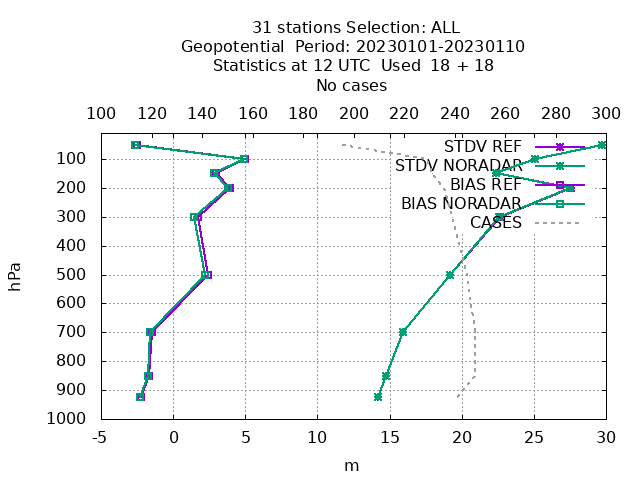 31 stations Selection: ALL
Geopotential  Period: 20230101-20230110
Statistics at 12 UTC  Used  18 + 18
No cases
100 120 140 160 180 200 220 240 260 280 300
STDV REF
STDV NORADAR
BIAS REF
BIAS NORADAR
CASES
hPa
100
200
300
400
500
600
700
800
900
1000
-5 0 5 10 15 20 25 30
m